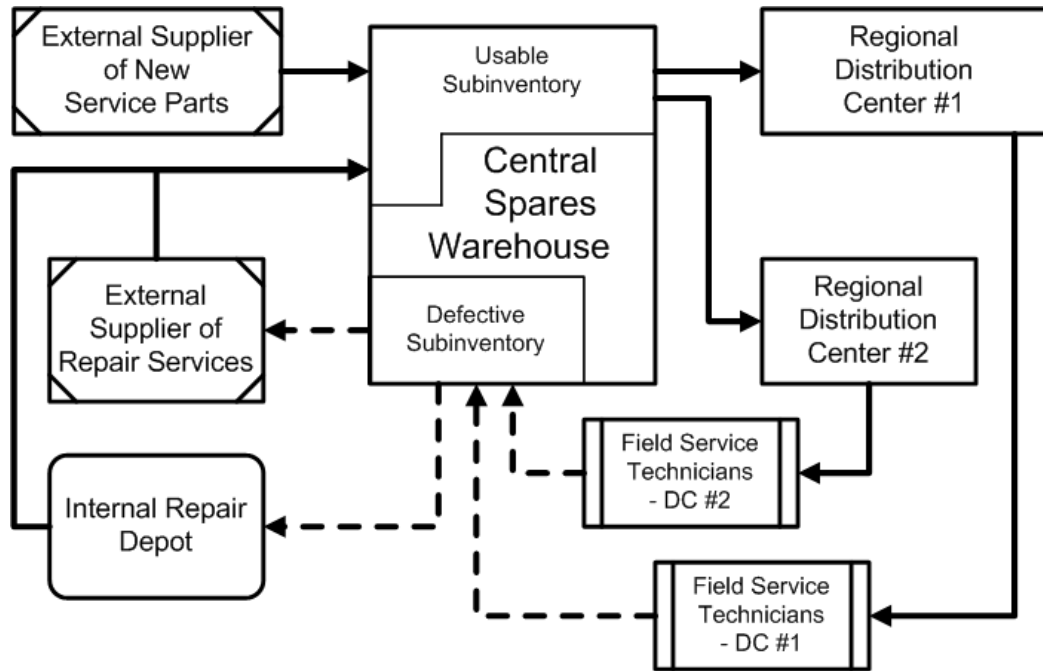 External Supplier
of New
Service Parts
Usable
Subinventory
Regional
Distribution
Center #1
Central
Spares
Warehouse
External
Supplier of
Repair Services
Defective
Subinventory
Regional
Distribution
Center #2
Internal Repair
Depot
Field Service
Technicians
- DC #2
Field Service
Technicians
- DC #1